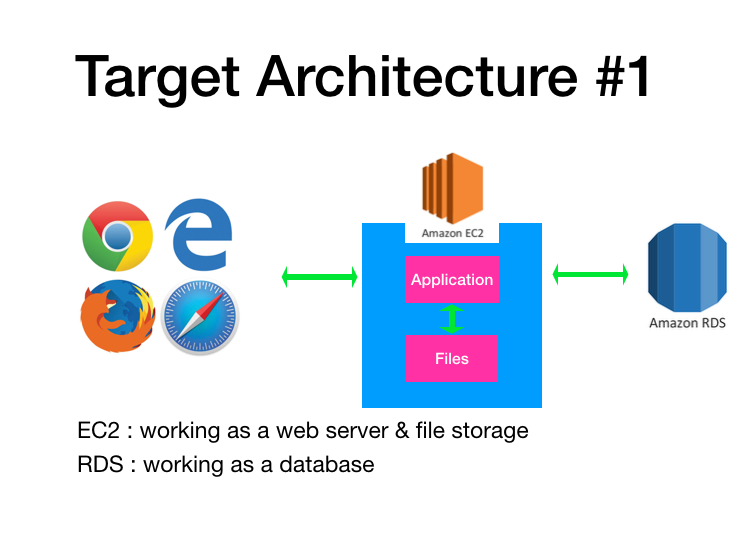 Target Architecture #1
Amazon EC2
Application
Files
Amazon RDS
EC2 : working as a web server & file storage
RDS : working as a database